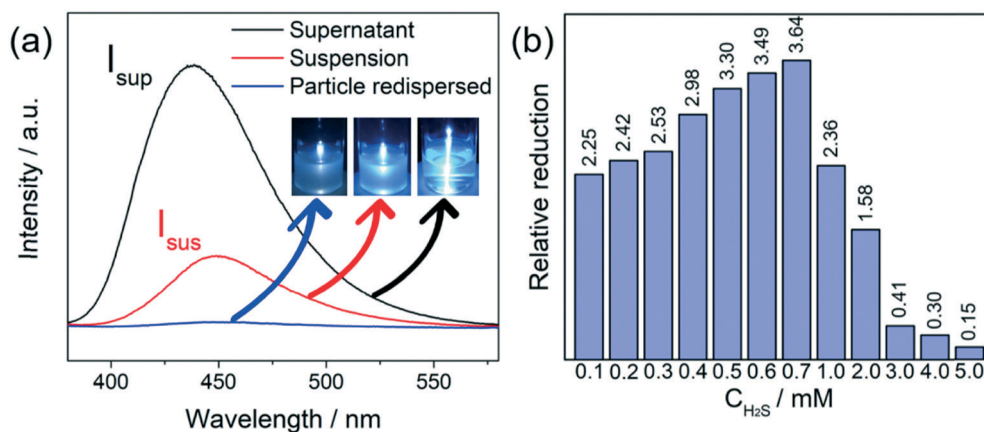 (a)
I_sup
I_sus
Supernatant
Suspension
Particle redispersed
Intensity / a.u.
400 450 500 550
Wavelength / nm
(b)
Relative reduction
2.25 2.42 2.53 2.98 3.30 3.49 3.64 2.36 1.58 0.41 0.30 0.15
0.1 0.2 0.3 0.4 0.5 0.6 0.7 1.0 2.0 3.0 4.0 5.0
C_H₂S / mM